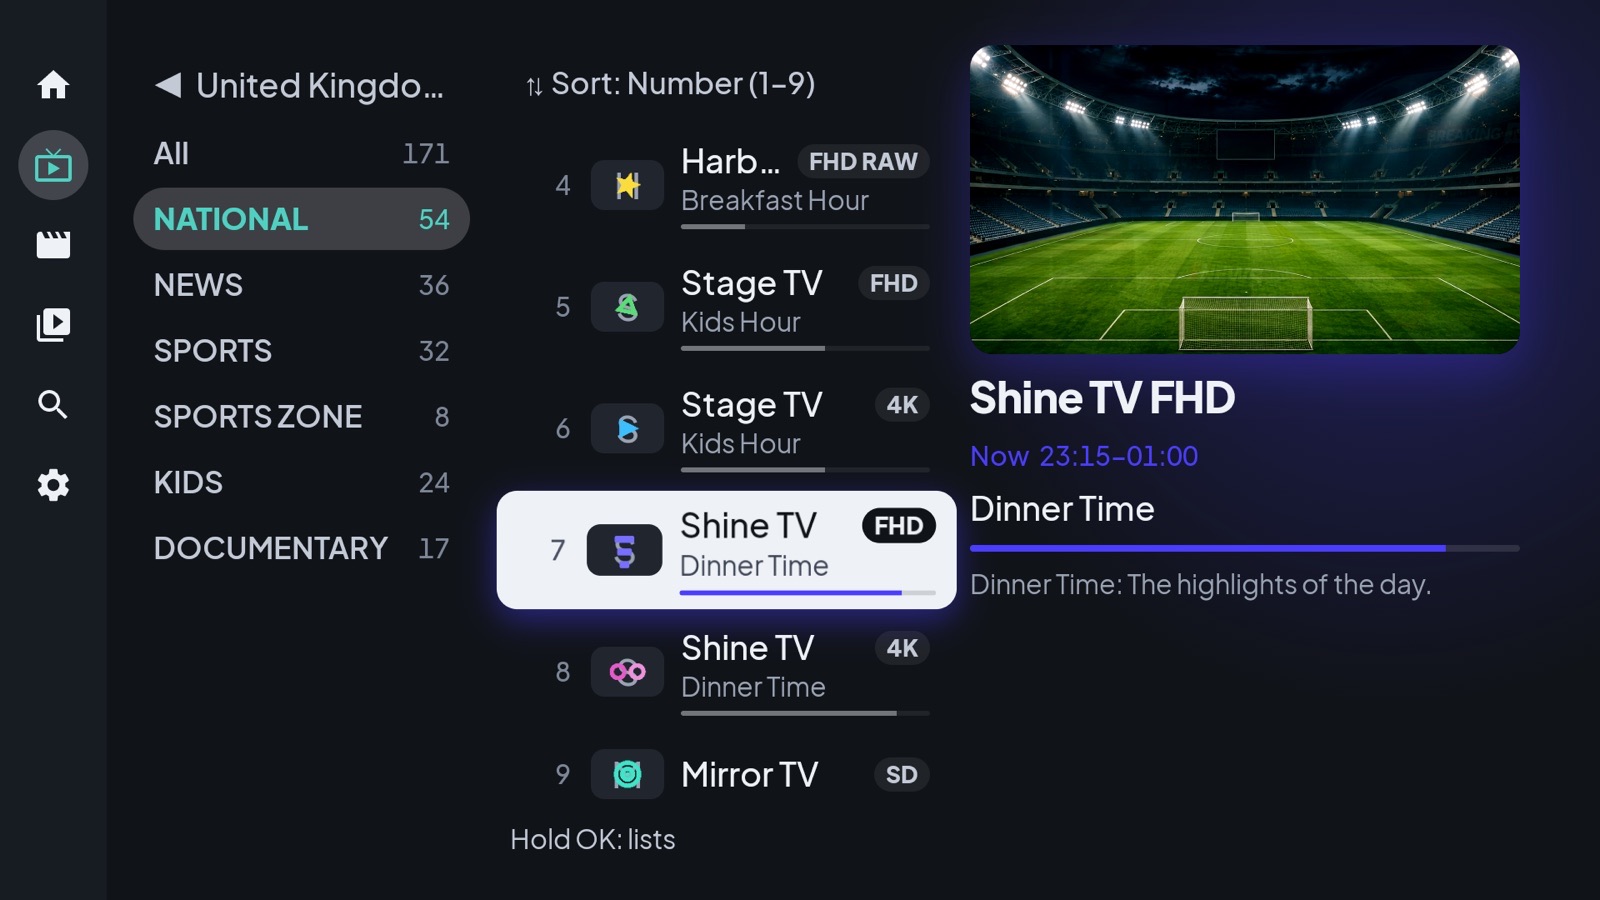 ◀ United Kingdo...
All 171
NATIONAL 54
NEWS 36
SPORTS 32
SPORTS ZONE 8
KIDS 24
DOCUMENTARY 17
↑↓ Sort: Number (1–9)
4 Harb... FHD RAW
Breakfast Hour
5 Stage TV FHD
Kids Hour
6 Stage TV 4K
Kids Hour
7 Shine TV FHD
Dinner Time
8 Shine TV 4K
Dinner Time
9 Mirror TV SD
Hold OK: lists
Shine TV FHD
Now 23:15–01:00
Dinner Time
Dinner Time: The highlights of the day.